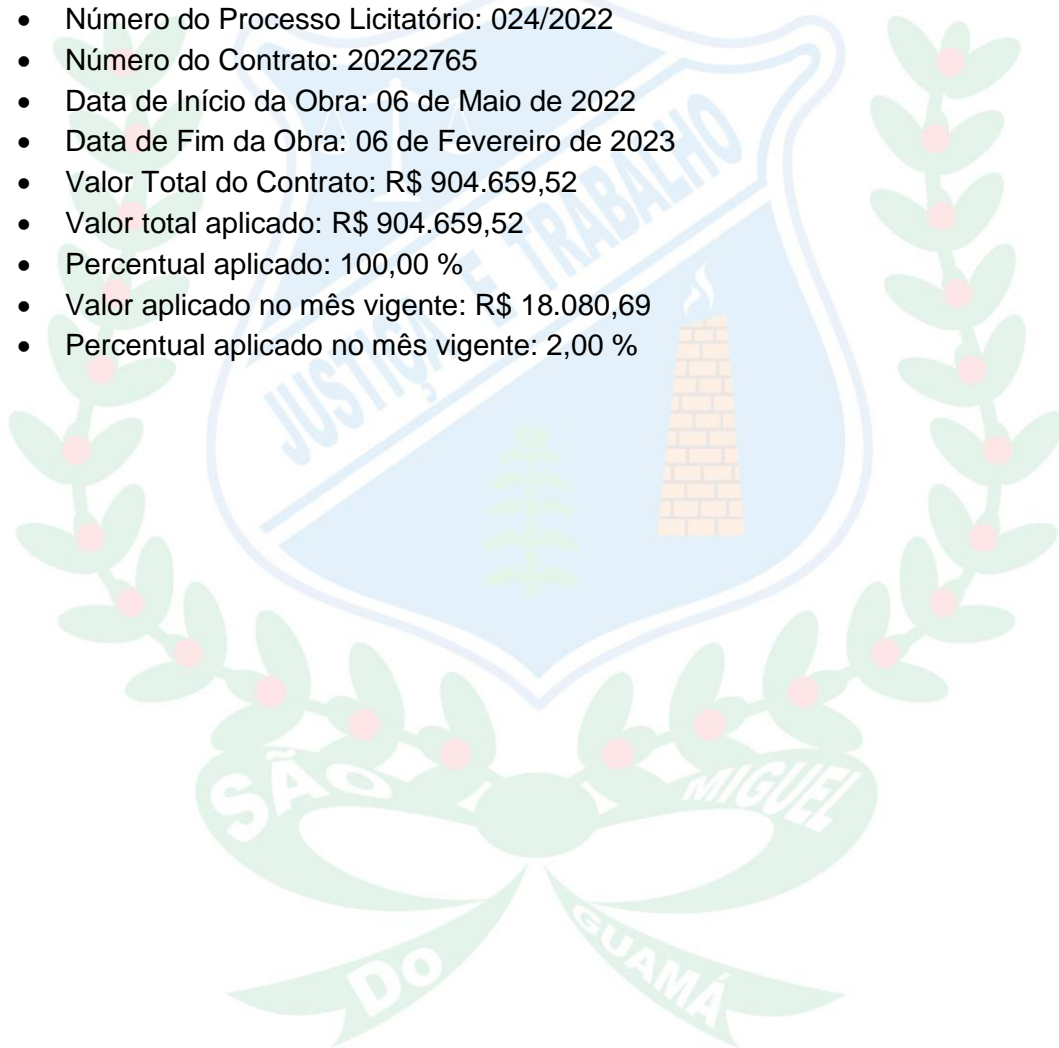 • Número do Processo Licitatório: 024/2022
• Número do Contrato: 20222765
• Data de Início da Obra: 06 de Maio de 2022
• Data de Fim da Obra: 06 de Fevereiro de 2023
• Valor Total do Contrato: R$ 904.659,52
• Valor total aplicado: R$ 904.659,52
• Percentual aplicado: 100,00 %
• Valor aplicado no mês vigente: R$ 18.080,69
• Percentual aplicado no mês vigente: 2,00 %
JUSTIÇA E TRABALHO
SÃO MIGUEL
DO GUAMÁ